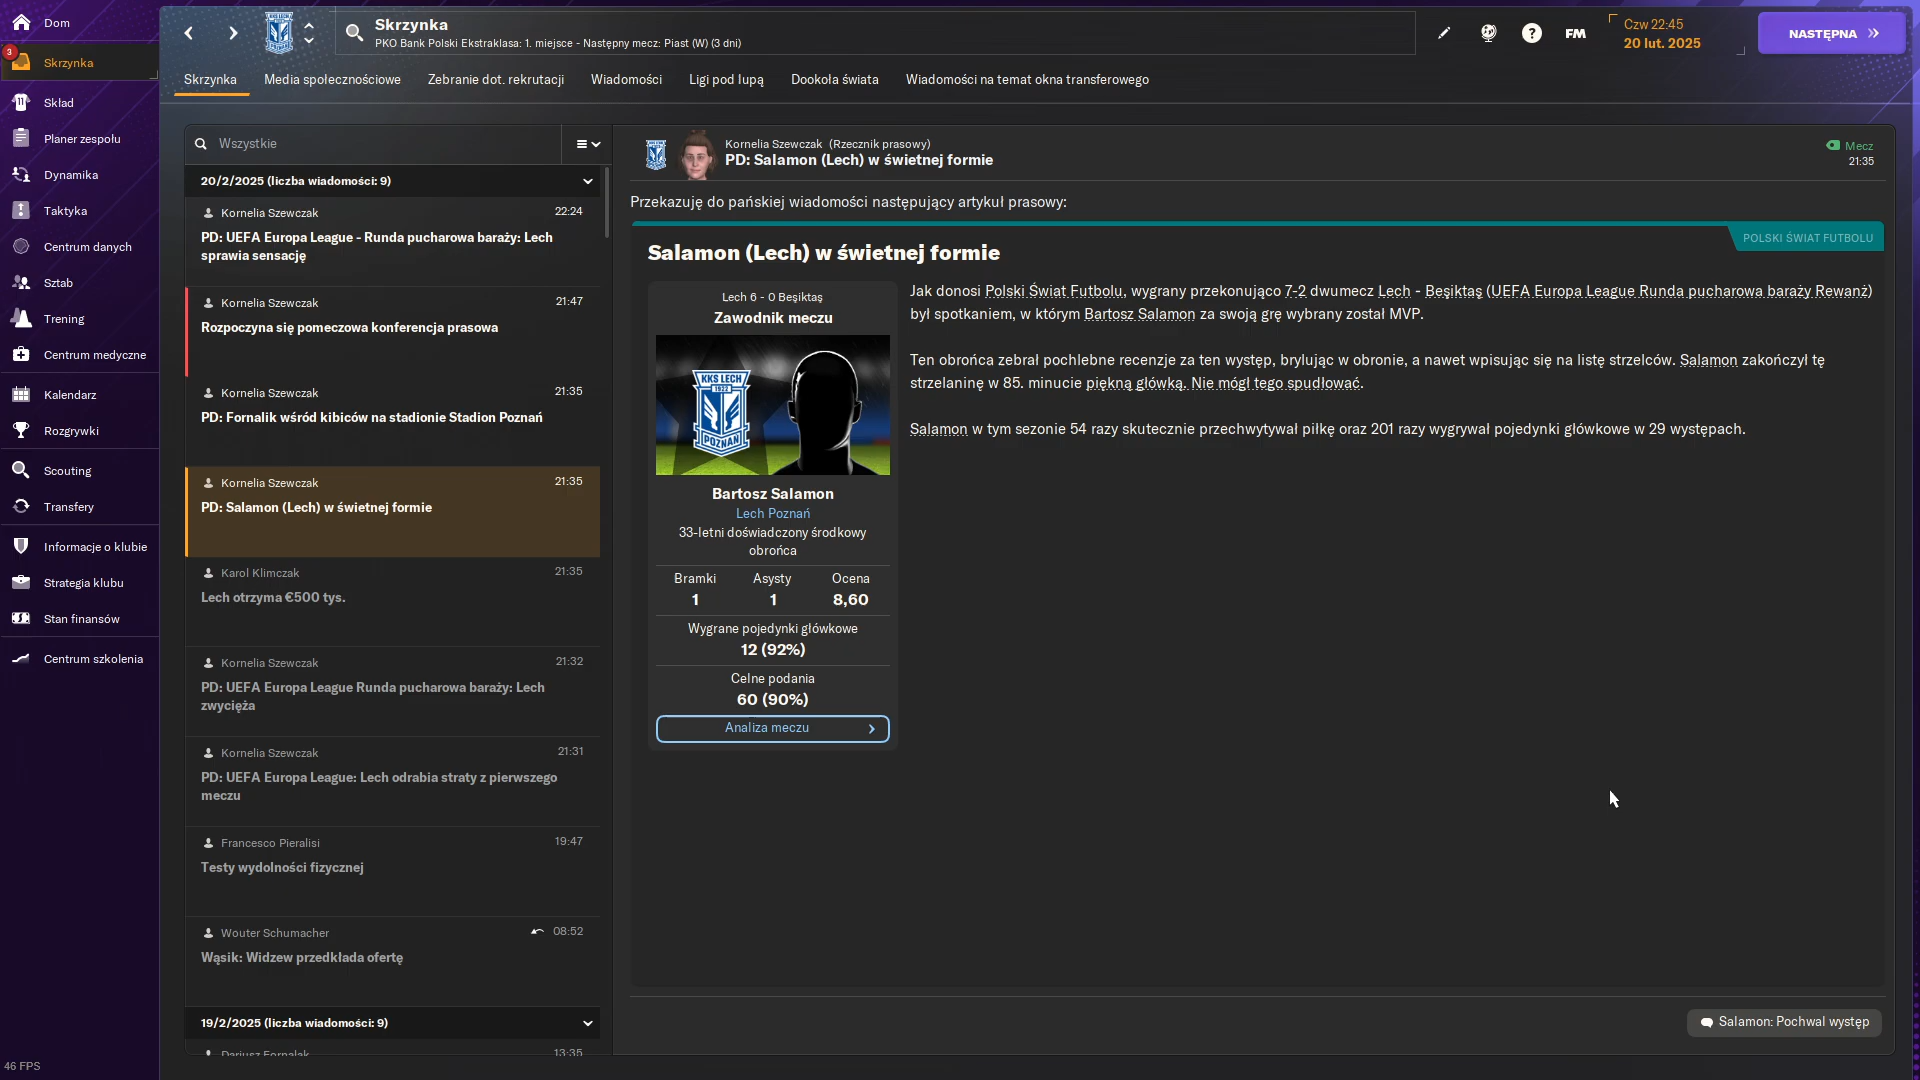 Dom
3
Skrzynka
Skład
Planer zespołu
Dynamika
Taktyka
Centrum danych
Sztab
Trening
Centrum medyczne
Kalendarz
Rozgrywki
Scouting
Transfery
Informacje o klubie
Strategia klubu
Stan finansów
Centrum szkolenia
46 FPS
Skrzynka
PKO Bank Polski Ekstraklasa: 1. miejsce - Następny mecz: Piast (W) (3 dni)
FM
Czw 22:45
20 lut. 2025
NASTĘPNA
Skrzynka
Media społecznościowe
Zebranie dot. rekrutacji
Wiadomości
Ligi pod lupą
Dookoła świata
Wiadomości na temat okna transferowego
Wszystkie
20/2/2025 (liczba wiadomości: 9)
Kornelia Szewczak 22:24
PD: UEFA Europa League - Runda pucharowa baraży: Lech
sprawia sensację
Kornelia Szewczak 21:47
Rozpoczyna się pomeczowa konferencja prasowa
Kornelia Szewczak 21:35
PD: Fornalik wśród kibiców na stadionie Stadion Poznań
Kornelia Szewczak 21:35
PD: Salamon (Lech) w świetnej formie
Karol Klimczak 21:35
Lech otrzyma €500 tys.
Kornelia Szewczak 21:32
PD: UEFA Europa League Runda pucharowa baraży: Lech
zwycięża
Kornelia Szewczak 21:31
PD: UEFA Europa League: Lech odrabia straty z pierwszego
meczu
Francesco Pieralisi 19:47
Testy wydolności fizycznej
Wouter Schumacher 08:52
Wąsik: Widzew przedkłada ofertę
19/2/2025 (liczba wiadomości: 9)
Dariusz Fornalak 13:35
Kornelia Szewczak (Rzecznik prasowy)
PD: Salamon (Lech) w świetnej formie
Mecz
21:35
Przekazuję do pańskiej wiadomości następujący artykuł prasowy:
POLSKI ŚWIAT FUTBOLU
Salamon (Lech) w świetnej formie
Lech 6 - 0 Beşiktaş
Zawodnik meczu
KKS LECH
1922
POZNAŃ
Bartosz Salamon
Lech Poznań
33-letni doświadczony środkowy
obrońca
Bramki Asysty Ocena
1 1 8,60
Wygrane pojedynki główkowe
12 (92%)
Celne podania
60 (90%)
Analiza meczu
Jak donosi Polski Świat Futbolu, wygrany przekonująco 7-2 dwumecz Lech - Beşiktaş (UEFA Europa League Runda pucharowa baraży Rewanż)
był spotkaniem, w którym Bartosz Salamon za swoją grę wybrany został MVP.
Ten obrońca zebrał pochlebne recenzje za ten występ, brylując w obronie, a nawet wpisując się na listę strzelców. Salamon zakończył tę
strzelaninę w 85. minucie piękną główką. Nie mógł tego spudłować.
Salamon w tym sezonie 54 razy skutecznie przechwytywał piłkę oraz 201 razy wygrywał pojedynki główkowe w 29 występach.
Salamon: Pochwal występ